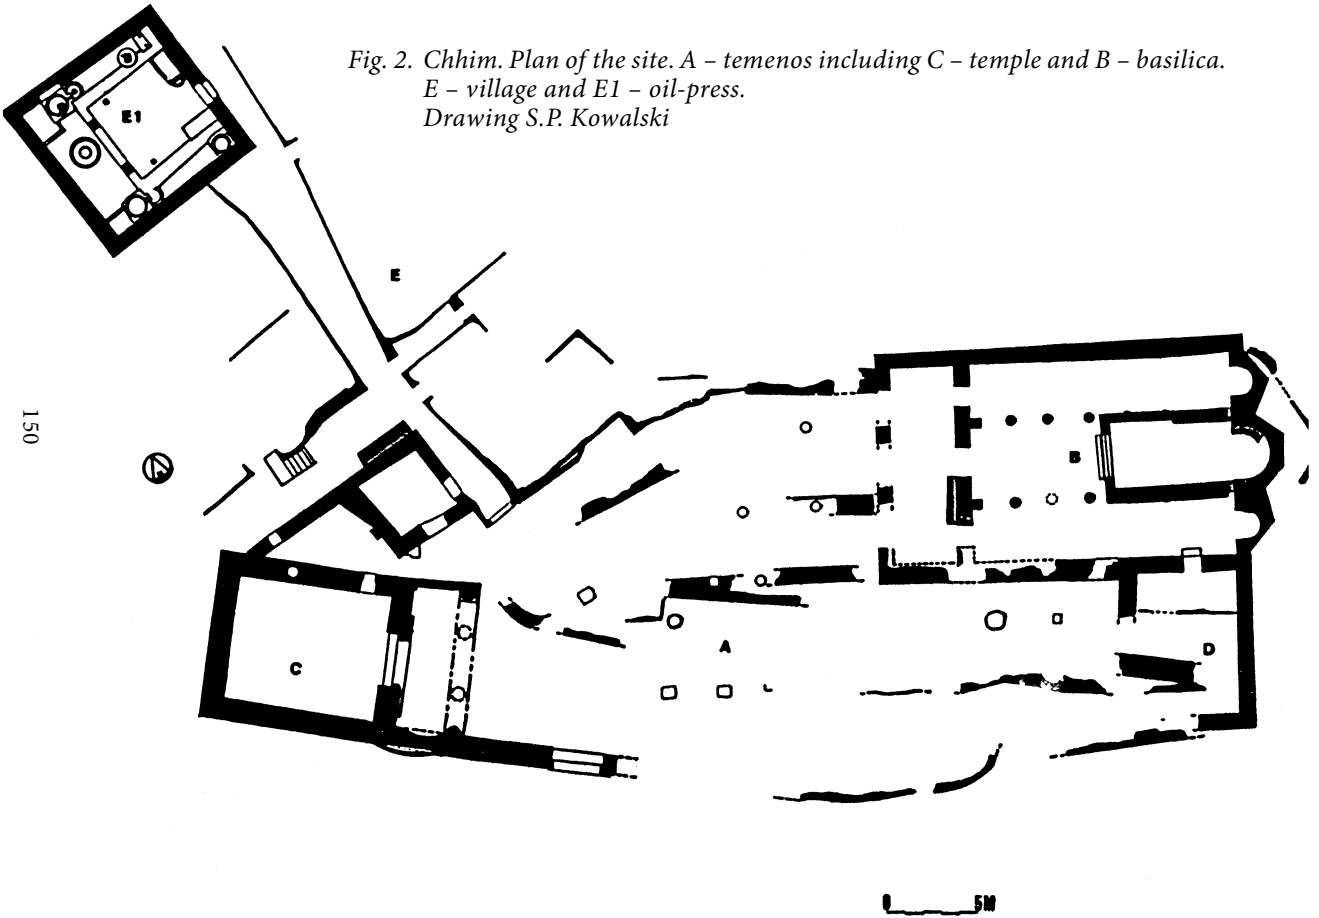 Fig. 2. Chhim. Plan of the site. A – temenos including C – temple and B – basilica.
E – village and E1 – oil-press.
Drawing S.P. Kowalski
E1
E
150
B
C
A
D
0 5M